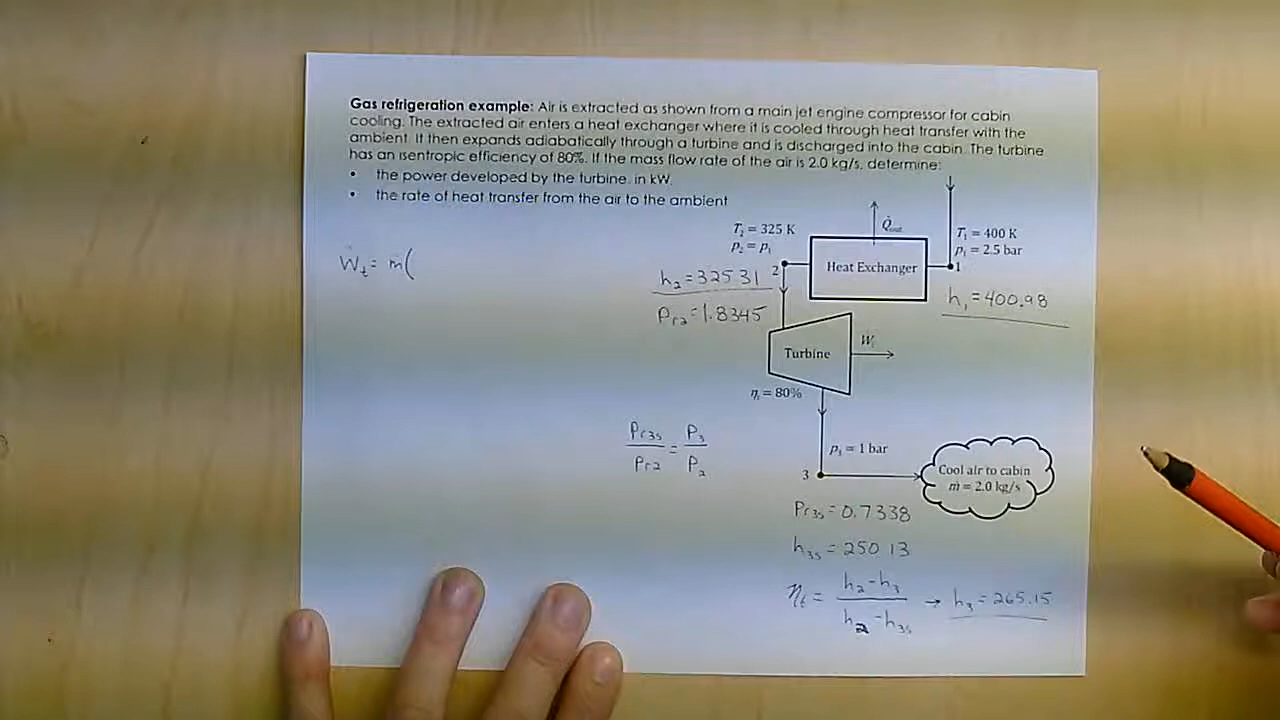 Gas refrigeration example: Air is extracted as shown from a main jet engine compressor for cabin
cooling. The extracted air enters a heat exchanger where it is cooled through heat transfer with the
ambient. It then expands adiabatically through a turbine and is discharged into the cabin. The turbine
has an isentropic efficiency of 80%. If the mass flow rate of the air is 2.0 kg/s, determine:
• the power developed by the turbine, in kW.
• the rate of heat transfer from the air to the ambient
Ẇt = ṁ(
T₂ = 325 K
p₂ = p₁
h₂ = 325.31
Pr2 = 1.8345
2
Q̇out
Heat Exchanger
T₁ = 400 K
p₁ = 2.5 bar
1
h₁ = 400.98
Turbine
Ẇt
ηt = 80%
Pr3s / Pr2 = P₃ / P₂
p₃ = 1 bar
3
Cool air to cabin
ṁ = 2.0 kg/s
Pr3s = 0.7338
h3s = 250.13
ηt = h₂ - h₃ / h₂ - h3s → h₃ = 265.15